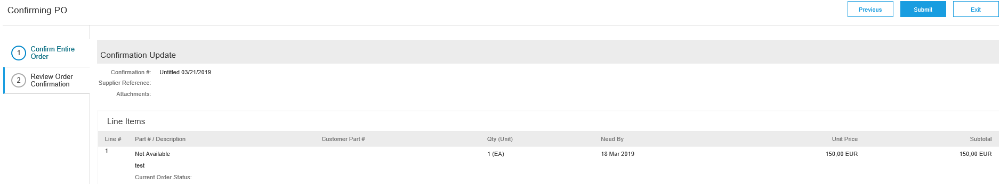 Confirming PO
Previous
Submit
Exit
1
Confirm Entire
Order
2
Review Order
Confirmation
Confirmation Update
Confirmation #: Untitled 03/21/2019
Supplier Reference:
Attachments:
Line Items
Line # Part # / Description Customer Part # Qty (Unit) Need By Unit Price Subtotal
1 Not Available 1 (EA) 18 Mar 2019 150,00 EUR 150,00 EUR
test
Current Order Status: